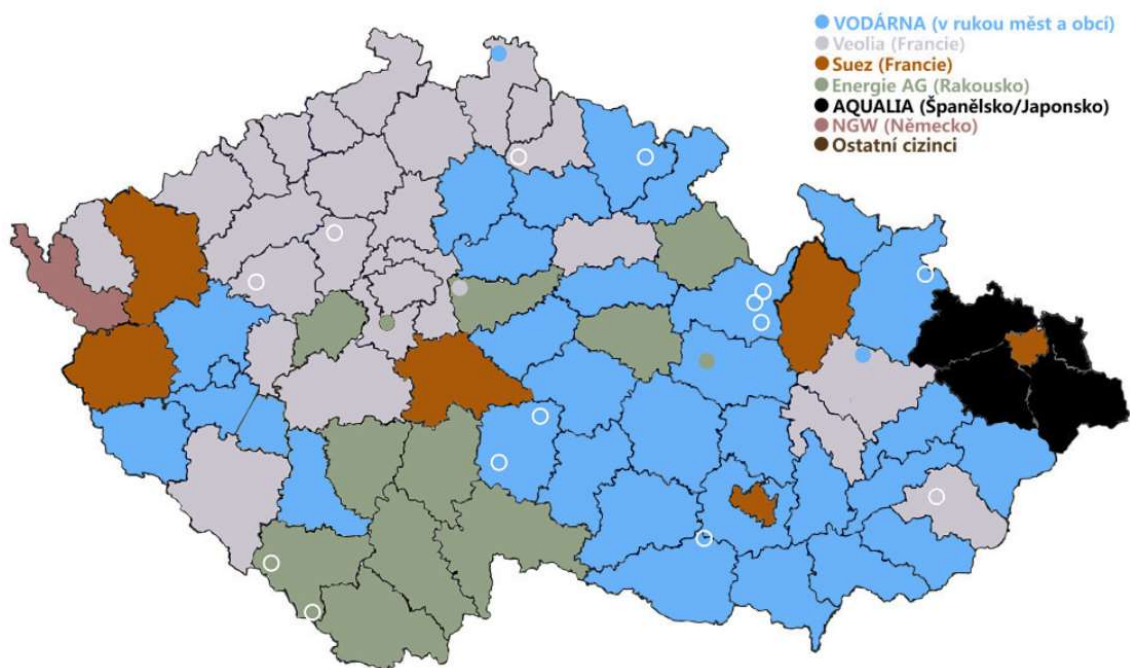 VODÁRNA (v rukou měst a obcí)
Veolia (Francie)
Suez (Francie)
Energie AG (Rakousko)
AQUALIA (Španělsko/Japonsko)
NGW (Německo)
Ostatní cizinci